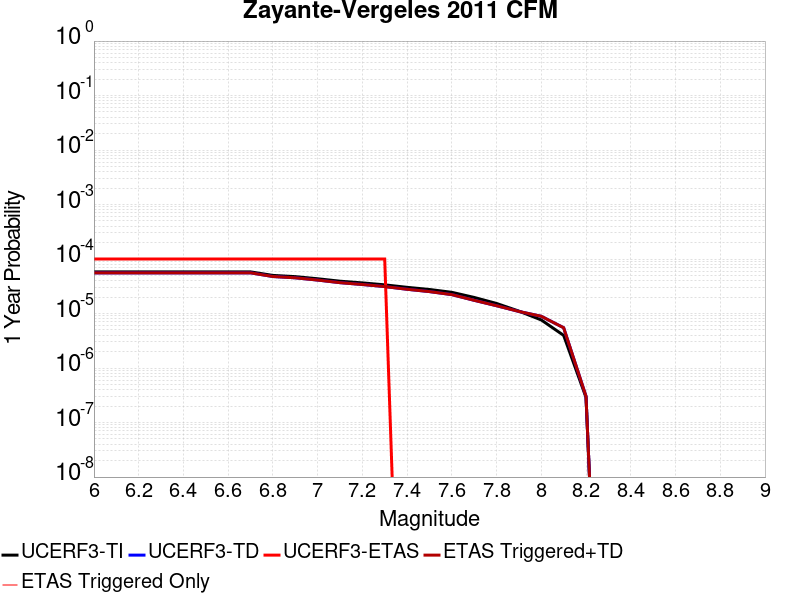 Zayante-Vergeles 2011 CFM
1 Year Probability
10^0
10^-1
10^-2
10^-3
10^-4
10^-5
10^-6
10^-7
10^-8
6 6.2 6.4 6.6 6.8 7 7.2 7.4 7.6 7.8 8 8.2 8.4 8.6 8.8 9
Magnitude
UCERF3-TI UCERF3-TD UCERF3-ETAS ETAS Triggered+TD
ETAS Triggered Only